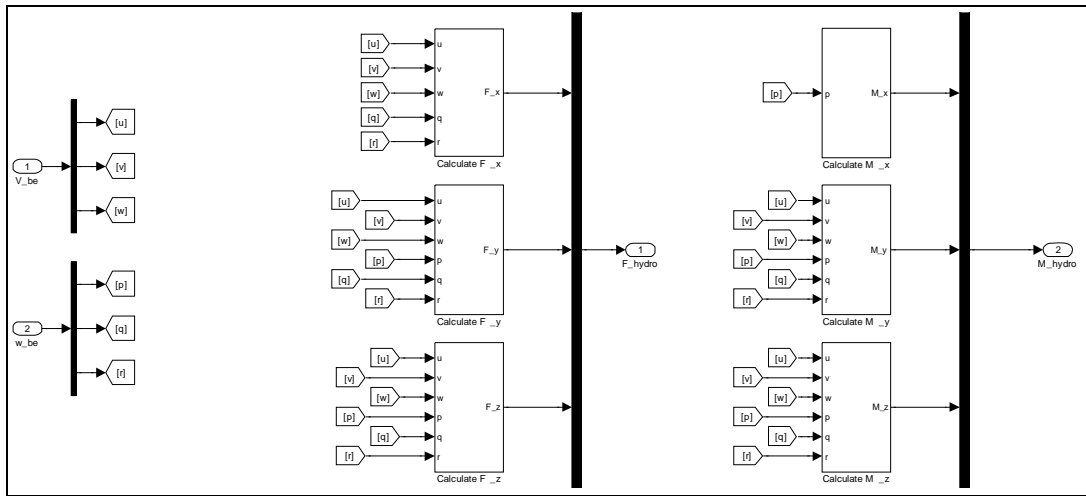 1
V_be
[u]
[v]
[w]
2
w_be
[p]
[q]
[r]
[u]
[v]
[w]
[q]
[r]
u
v
w
q
r
F_x
Calculate F _x
[u]
[v]
[w]
[p]
[q]
[r]
u
v
w
p
q
r
F_y
Calculate F _y
[u]
[v]
[w]
[p]
[q]
[r]
u
v
w
p
q
r
F_z
Calculate F _z
1
F_hydro
[p]
p
M_x
Calculate M _x
[u]
[v]
[w]
[p]
[q]
[r]
u
v
w
p
q
r
M_y
Calculate M _y
[u]
[v]
[w]
[p]
[q]
[r]
u
v
w
p
q
r
M_z
Calculate M _z
2
M_hydro